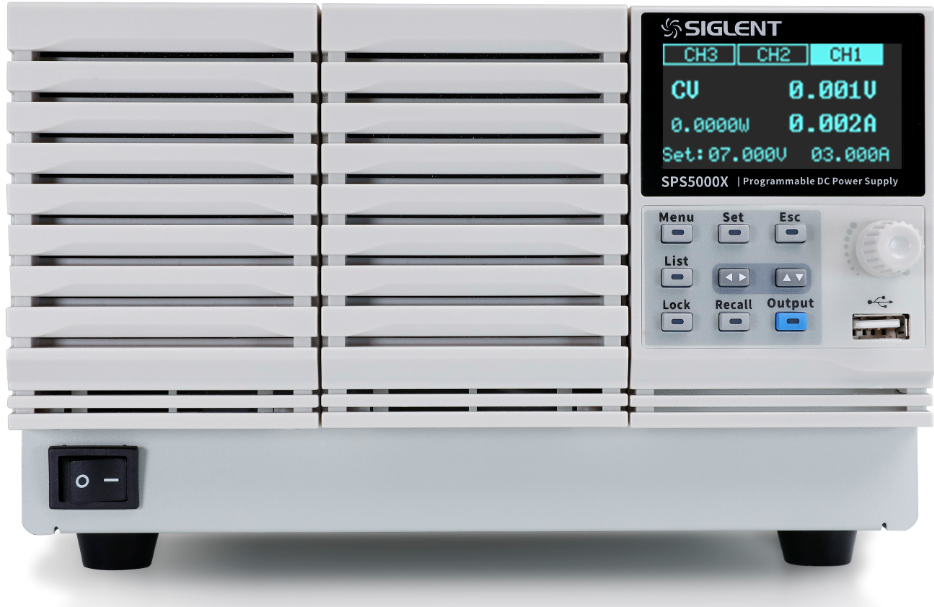 SIGLENT
CH3 CH2 CH1
CV 0.001V
0.0000W 0.002A
Set:07.000V 03.000A
SPS5000X | Programmable DC Power Supply
Menu Set Esc
List
Lock Recall Output
O —